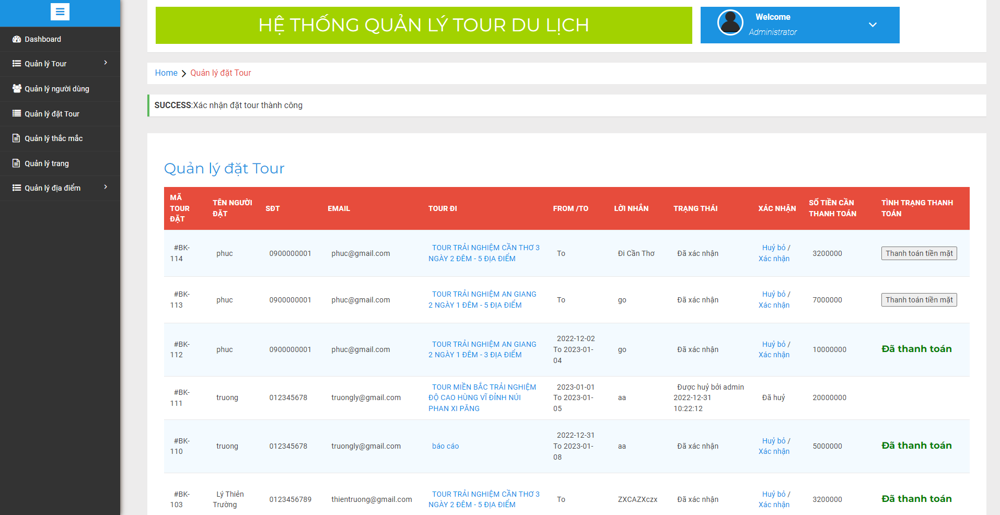 HỆ THỐNG QUẢN LÝ TOUR DU LỊCH
Welcome
Administrator
Dashboard
Quản lý Tour
Quản lý người dùng
Quản lý đặt Tour
Quản lý thắc mắc
Quản lý trang
Quản lý địa điểm
Home
Quản lý đặt Tour
SUCCESS:Xác nhận đặt tour thành công
Quản lý đặt Tour
MÃ
TOUR
ĐẶT
TÊN NGƯỜI
ĐẶT
SĐT
EMAIL
TOUR ĐI
FROM /TO
LỜI NHẮN
TRẠNG THÁI
XÁC NHẬN
SỐ TIỀN CẦN
THANH TOÁN
TÌNH TRẠNG THANH
TOÁN
#BK-
114
phuc
0900000001
phuc@gmail.com
TOUR TRẢI NGHIỆM CẦN THƠ 3
NGÀY 2 ĐÊM - 5 ĐỊA ĐIỂM
To
Đi Cần Thơ
Đã xác nhận
Huỷ bỏ /
Xác nhận
3200000
Thanh toán tiền mặt
#BK-
113
phuc
0900000001
phuc@gmail.com
TOUR TRẢI NGHIỆM AN GIANG
2 NGÀY 1 ĐÊM - 5 ĐỊA ĐIỂM
To
go
Đã xác nhận
Huỷ bỏ /
Xác nhận
7000000
Thanh toán tiền mặt
#BK-
112
phuc
0900000001
phuc@gmail.com
TOUR TRẢI NGHIỆM AN GIANG
2 NGÀY 1 ĐÊM - 3 ĐỊA ĐIỂM
2022-12-02
To 2023-01-
04
go
Đã xác nhận
Huỷ bỏ /
Xác nhận
10000000
Đã thanh toán
#BK-
111
truong
012345678
truongly@gmail.com
TOUR MIỀN BẮC TRẢI NGHIỆM
ĐỘ CAO HÙNG VĨ ĐỈNH NÚI
PHAN XI PĂNG
2023-01-01
To 2023-01-
05
aa
Được huỷ bởi admin
2022-12-31
10:22:12
Đã huỷ
20000000
#BK-
110
truong
012345678
truongly@gmail.com
báo cáo
2022-12-31
To 2023-01-
08
aa
Đã xác nhận
Huỷ bỏ /
Xác nhận
5000000
Đã thanh toán
#BK-
103
Lý Thiên
Trường
0123456789
thientruong@gmail.com
TOUR TRẢI NGHIỆM CẦN THƠ 3
NGÀY 2 ĐÊM - 5 ĐỊA ĐIỂM
To
ZXCAZXczx
Đã xác nhận
Huỷ bỏ /
Xác nhận
3200000
Đã thanh toán